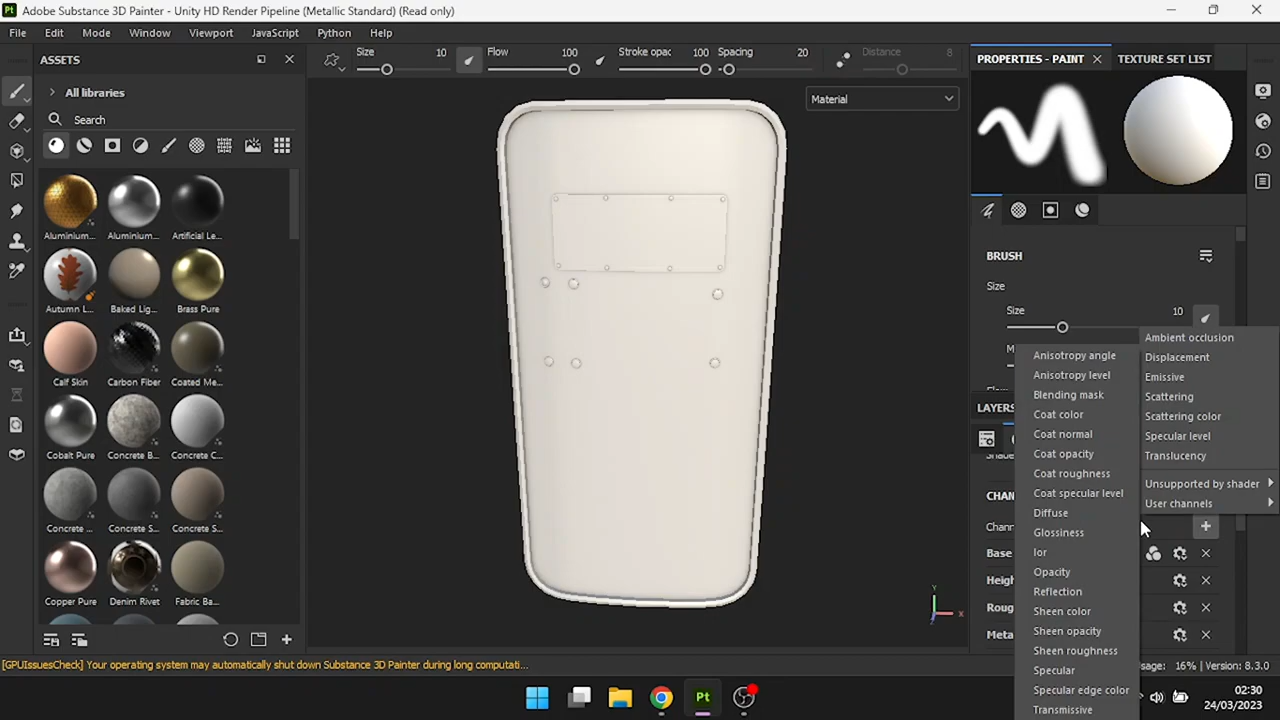 Pt Adobe Substance 3D Painter - Unity HD Render Pipeline (Metallic Standard) (Read only)
File Edit Mode Window Viewport JavaScript Python Help
ASSETS
All libraries
Search
Aluminium... Aluminium... Artificial Le...
Autumn L... Baked Lig... Brass Pure
Calf Skin Carbon Fiber Coated Me...
Cobalt Pure Concrete B... Concrete C...
Concrete ... Concrete S... Concrete S...
Copper Pure Denim Rivet Fabric Ba...
Size 10 Flow 100 Stroke opac 100 Spacing 20 Distance 8
Material
PROPERTIES - PAINT TEXTURE SET LIST
BRUSH
Size
Size 10
LAYERS
Ambient occlusion
Displacement
Emissive
Scattering
Scattering color
Specular level
Translucency
Unsupported by shader
User channels
Anisotropy angle
Anisotropy level
Blending mask
Coat color
Coat normal
Coat opacity
Coat roughness
Coat specular level
Diffuse
Glossiness
Ior
Opacity
Reflection
Sheen color
Sheen opacity
Sheen roughness
Specular
Specular edge color
Transmissive
CHAN
Chann
Base
Heigh
Roug
Meta
Y
X
[GPUIssuesCheck] Your operating system may automatically shut down Substance 3D Painter during long computati...
sage: 16% | Version: 8.3.0
Pt
02:30
24/03/2023